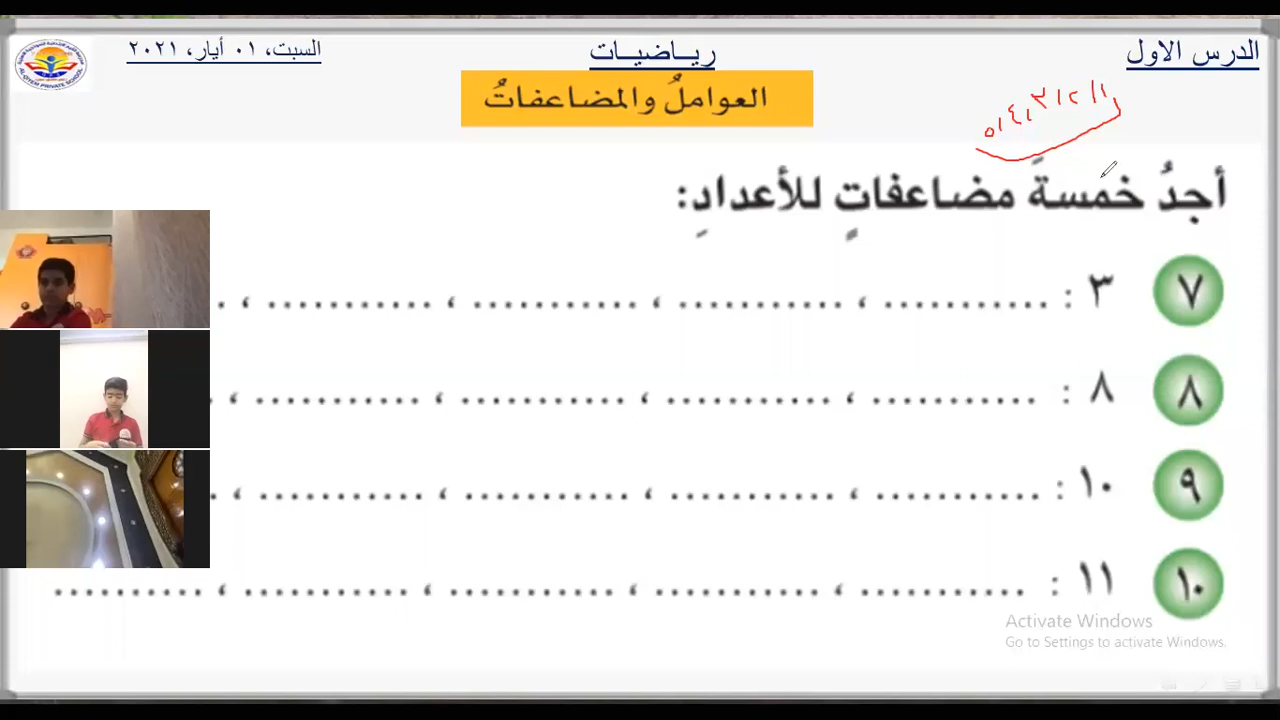 الدرس الاول
رياضيات
السبت، ٠١ أيار، ٢٠٢١
العواملُ والمضاعفاتُ
١، ٢، ٣، ٤، ٥
أجدُ خمسةَ مضاعفاتٍ للأعدادِ:
٧ ٣ : ........... ، ........... ، ........... ، ........... ، .
٨ ٨ : ........... ، ........... ، ........... ، ........... ، .
٩ ١٠ : ........... ، ........... ، ........... ، ........... ، .
١٠ ١١ : ........... ، ........... ، ........... ، ........... ، ..........
Activate Windows
Go to Settings to activate Windows.